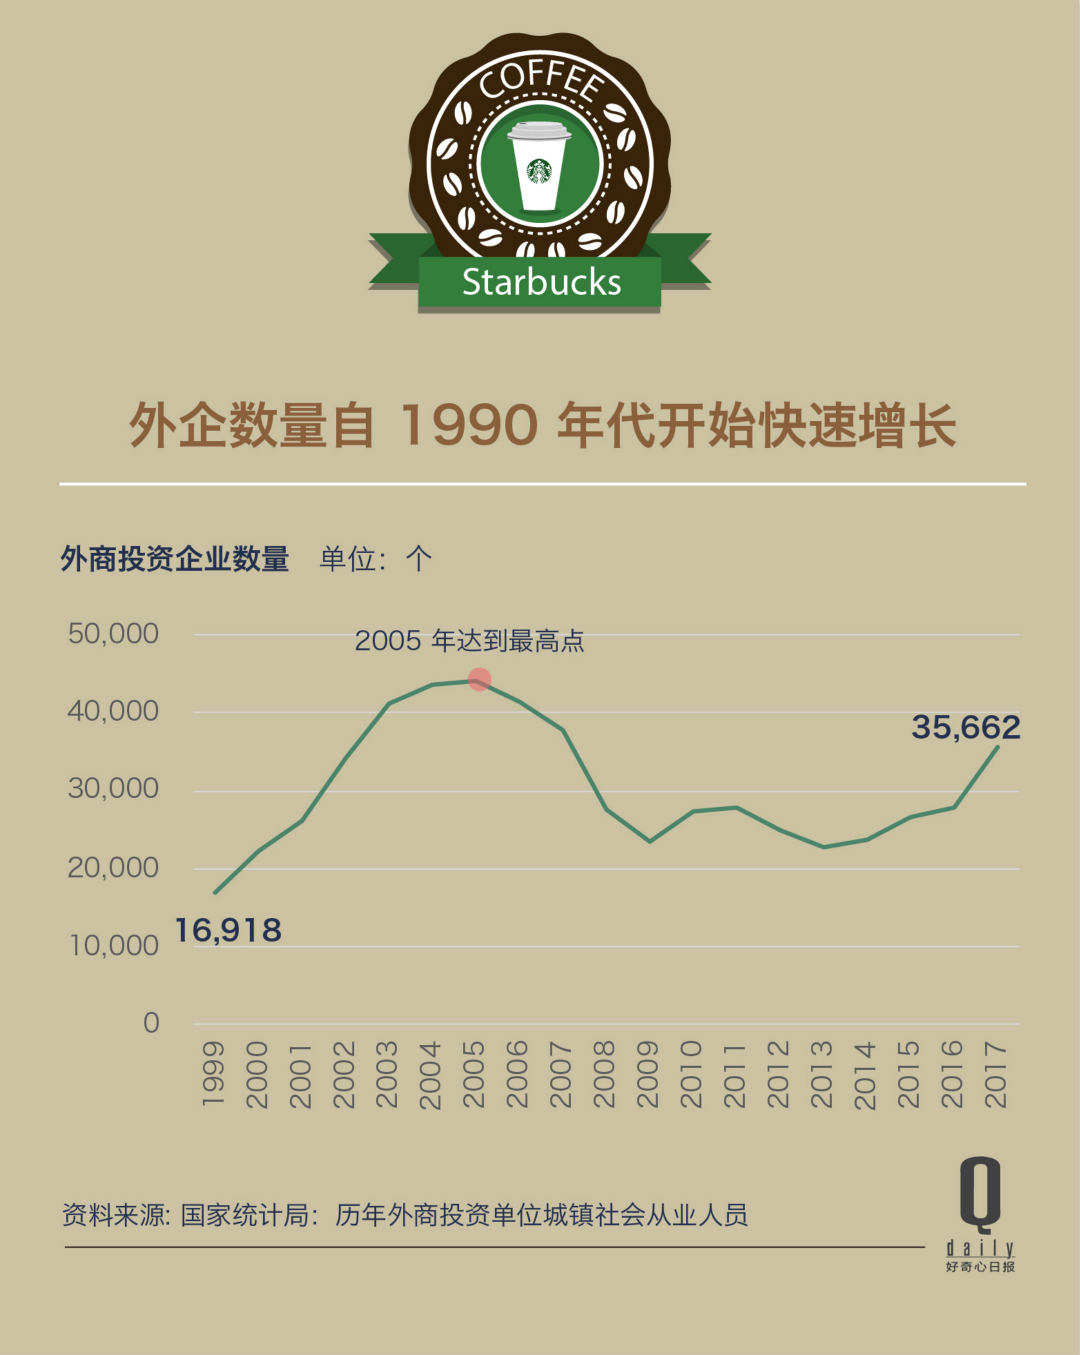 COFFEE
Starbucks
外企数量自 1990 年代开始快速增长
外商投资企业数量 单位：个
50,000
2005 年达到最高点
40,000
35,662
30,000
20,000
16,918
10,000
0
1999 2000 2001 2002 2003 2004 2005 2006 2007 2008 2009 2010 2011 2012 2013 2014 2015 2016 2017
资料来源: 国家统计局：历年外商投资单位城镇社会从业人员
Q
daily
好奇心日报